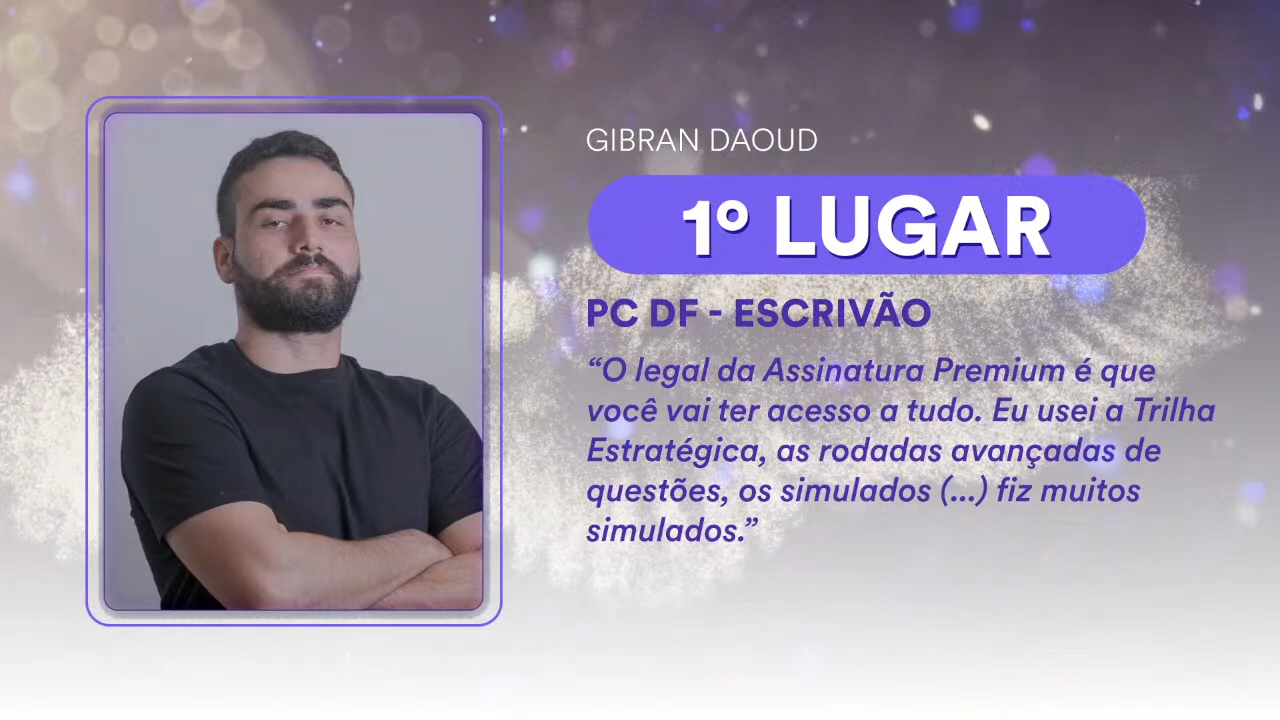 GIBRAN DAOUD
1º LUGAR
PC DF - ESCRIVÃO
“O legal da Assinatura Premium é que
você vai ter acesso a tudo. Eu usei a Trilha
Estratégica, as rodadas avançadas de
questões, os simulados (...) fiz muitos
simulados.”